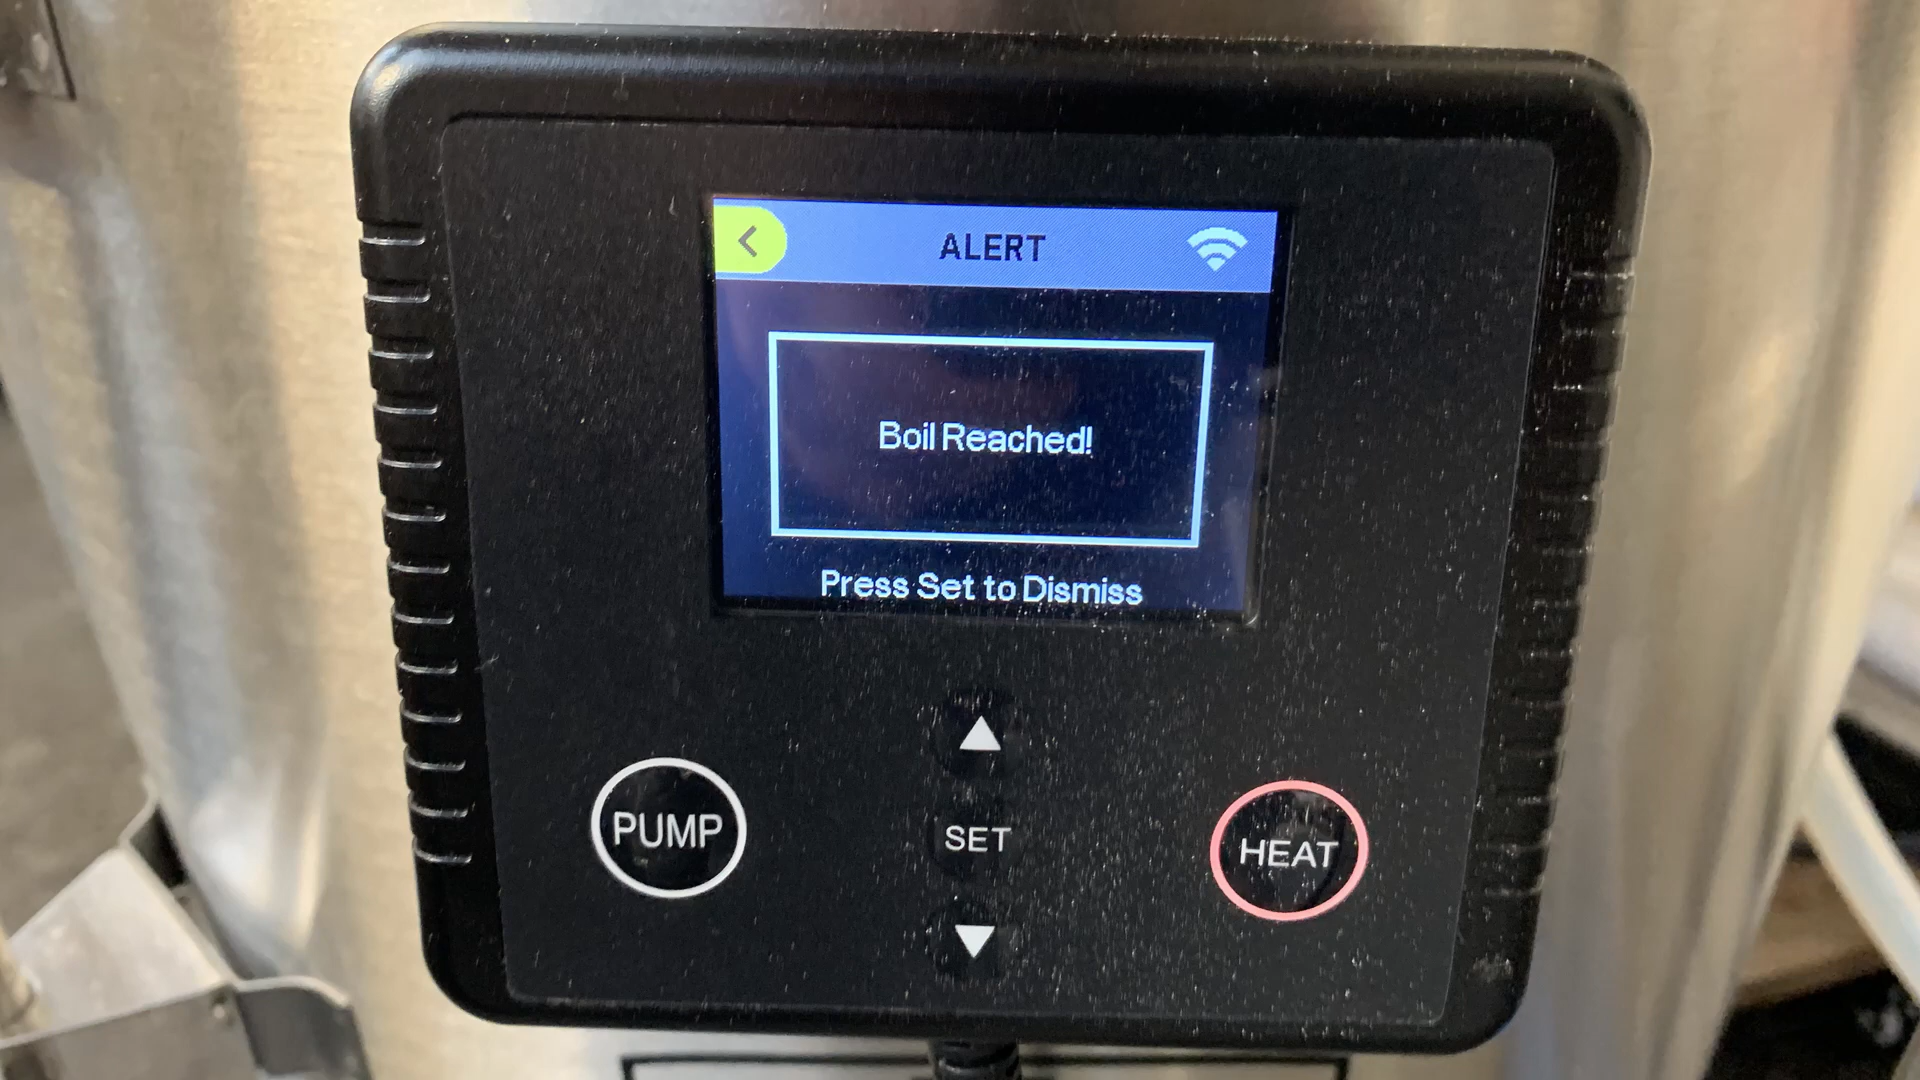 ALERT
Boil Reached!
Press Set to Dismiss
PUMP
SET
HEAT